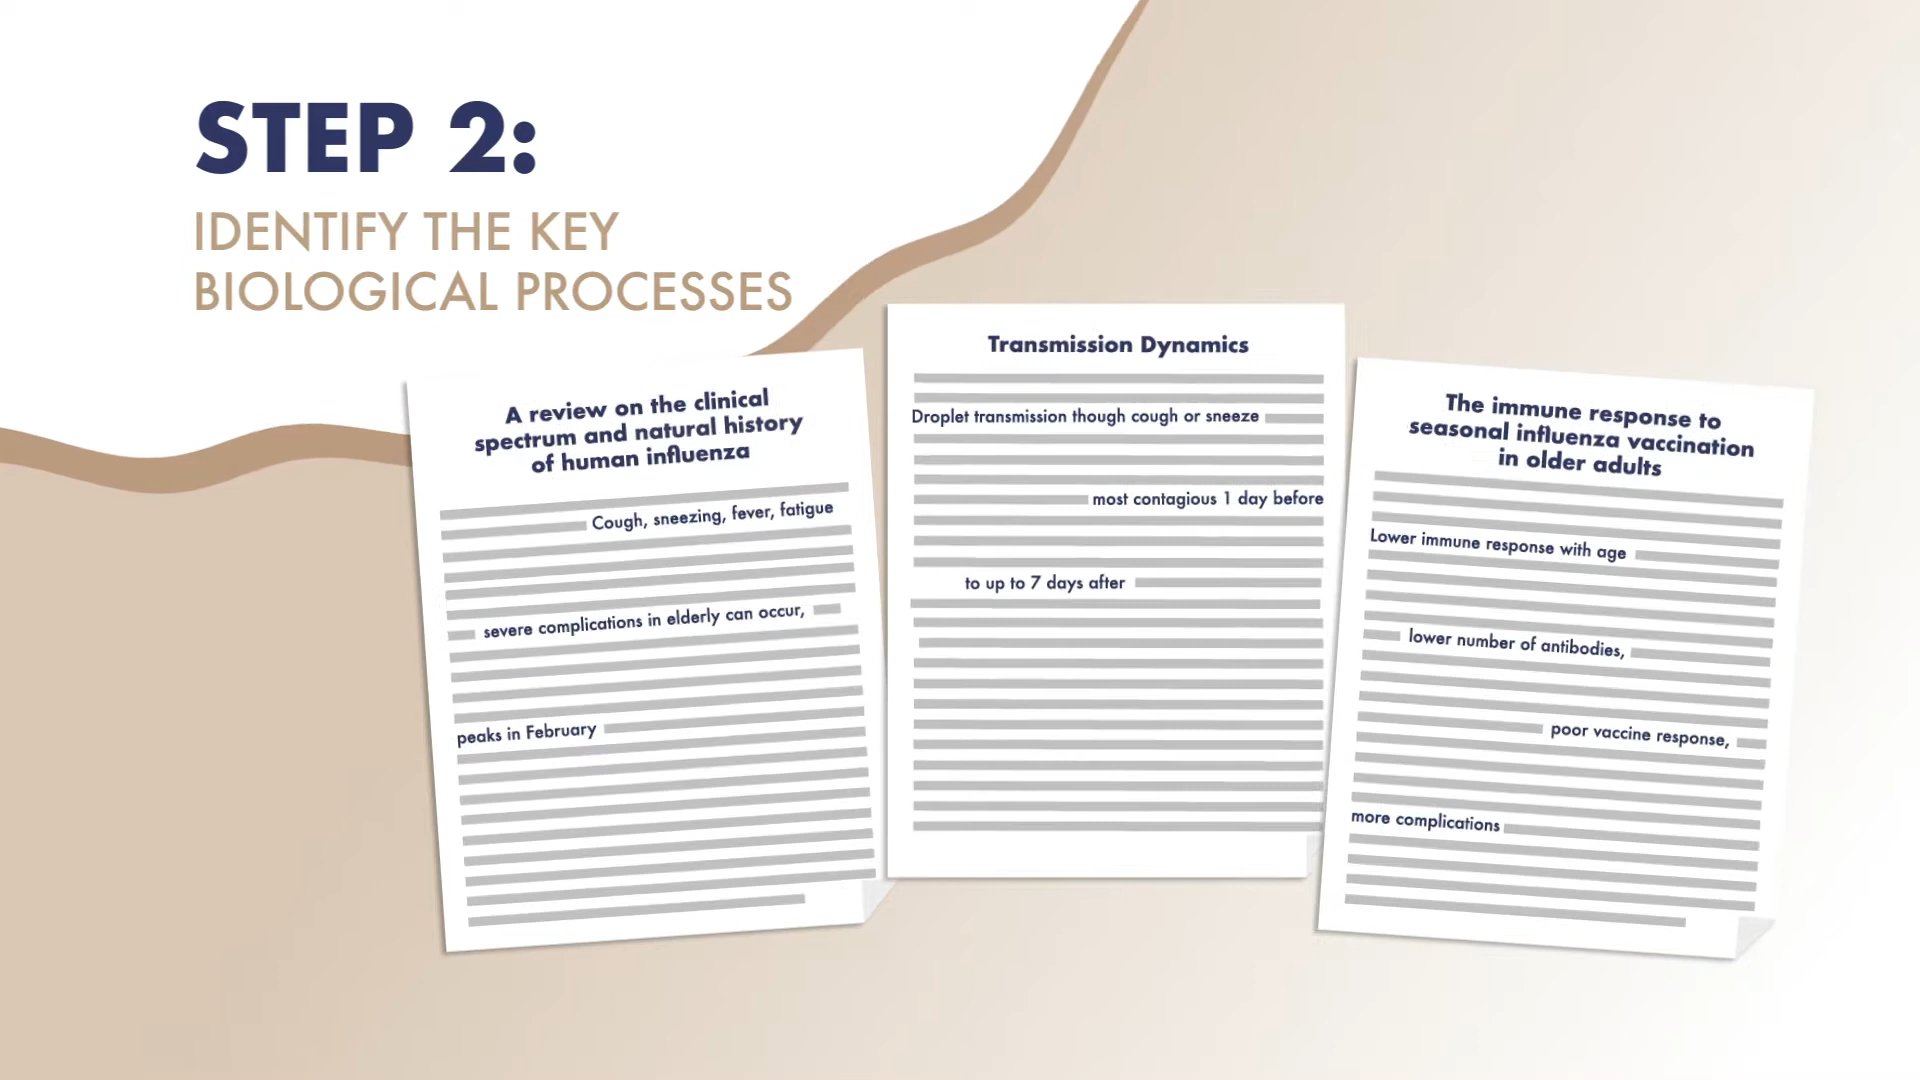 STEP 2:
IDENTIFY THE KEY
BIOLOGICAL PROCESSES
A review on the clinical
spectrum and natural history
of human influenza
Cough, sneezing, fever, fatigue
severe complications in elderly can occur,
peaks in February
Transmission Dynamics
Droplet transmission though cough or sneeze
most contagious 1 day before
to up to 7 days after
The immune response to
seasonal influenza vaccination
in older adults
Lower immune response with age
lower number of antibodies,
poor vaccine response,
more complications